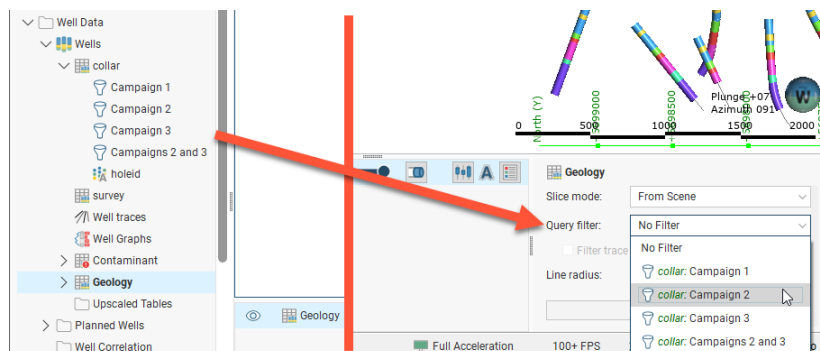 Well Data
Wells
collar
Campaign 1
Campaign 2
Campaign 3
Campaigns 2 and 3
holeid
survey
Well traces
Well Graphs
Contaminant
Geology
Upscaled Tables
Planned Wells
Well Correlation
Geology
Plunge +07
Azimuth 091
W
0 500 1000 1500 2000
North (Y)
A
Geology
Slice mode: From Scene
Query filter: No Filter
Filter trace
Line radius:
No Filter
collar: Campaign 1
collar: Campaign 2
collar: Campaign 3
collar: Campaigns 2 and 3
Full Acceleration
100+ FPS